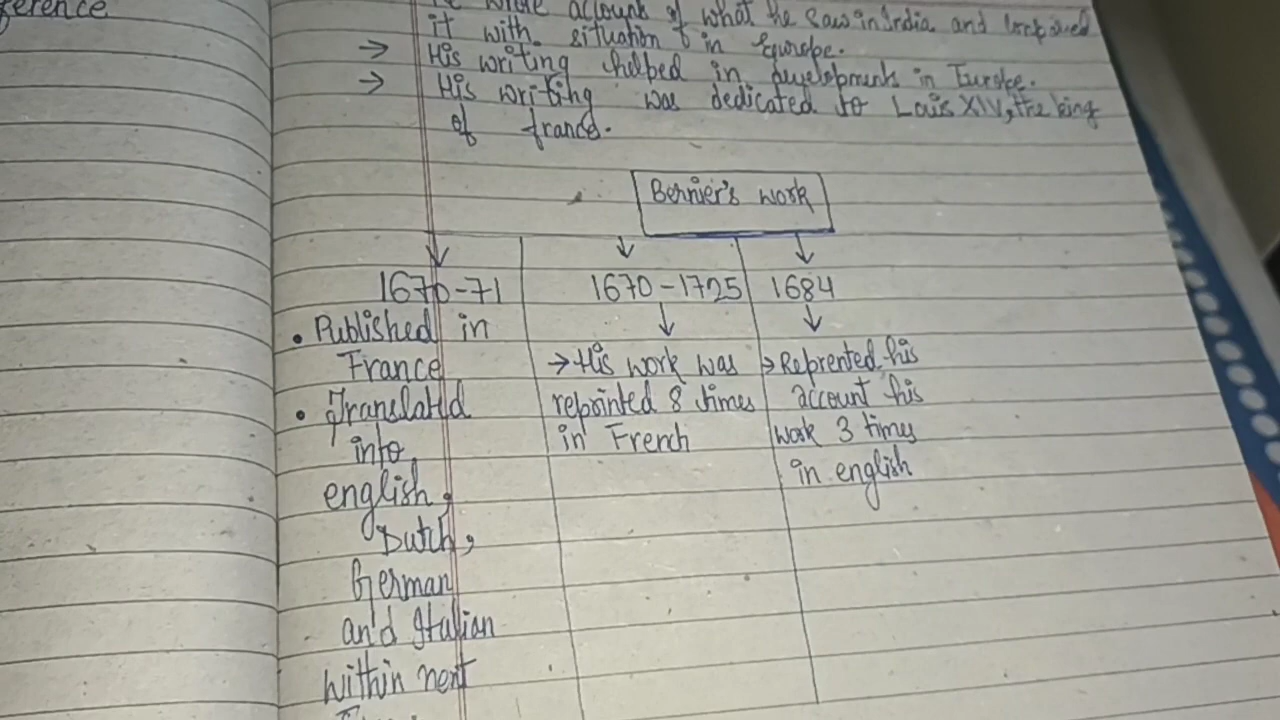 ference
wrote account of what he saw in India and compared
it with situation in Europe.
→ His writing helped in developments in Europe.
→ His writing was dedicated to Louis XIV, the king
of france.
Bernier's work
1670-71
• Published in
France
• Translated
into
english,
Dutch,
German
and Italian
within next
1670-1725
→ His work was
reprinted 8 times
in French
1684
→ Reprented his
account his
work 3 times
in english